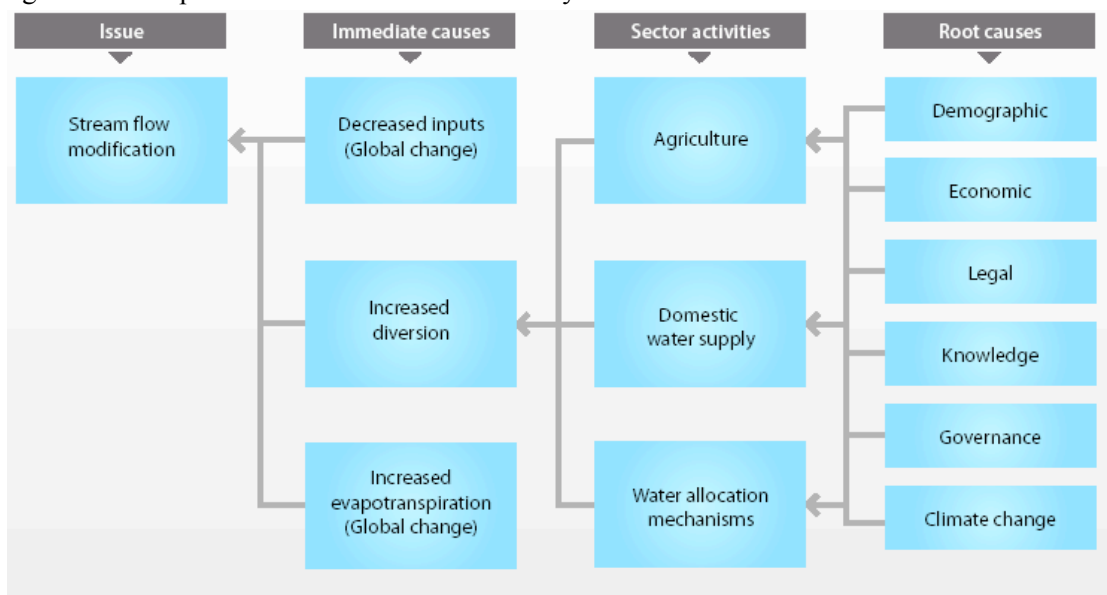 Issue
Immediate causes
Sector activities
Root causes
Stream flow
modification
Decreased inputs
(Global change)
Increased
diversion
Increased
evapotranspiration
(Global change)
Agriculture
Domestic
water supply
Water allocation
mechanisms
Demographic
Economic
Legal
Knowledge
Governance
Climate change